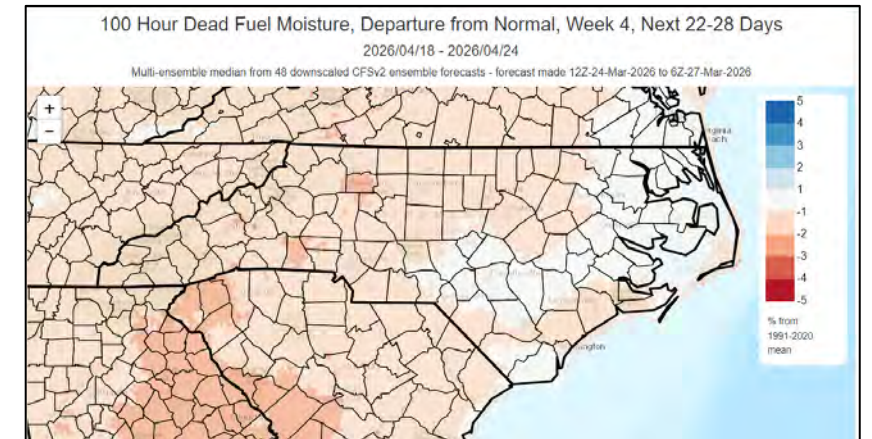 100 Hour Dead Fuel Moisture, Departure from Normal, Week 4, Next 22-28 Days
2026/04/18 - 2026/04/24
Multi-ensemble median from 48 downscaled CFSv2 ensemble forecasts - forecast made 12Z-24-Mar-2026 to 6Z-27-Mar-2026
+
−
5
4
3
2
1
-1
-2
-3
-4
-5
% from
1991-2020
mean